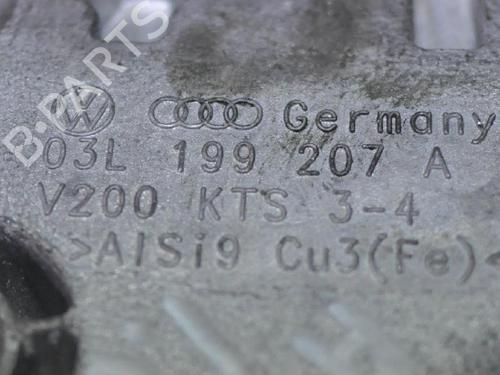 B-PARTS
Germany
03L 199 207 A
V200 KTS 3-4
>AlSi9 Cu3(Fe)<